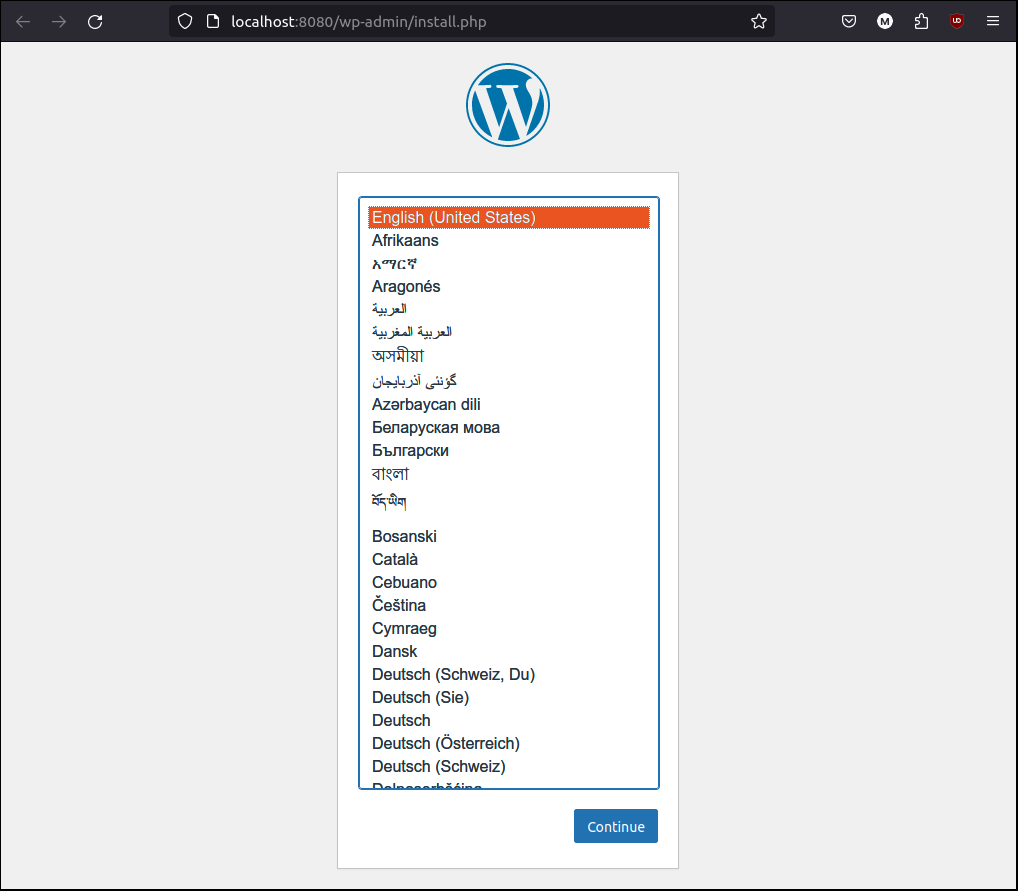 localhost:8080/wp-admin/install.php
M
UD
W
English (United States)
Afrikaans
አማርኛ
Aragonés
العربية
العربية المغربية
অসমীয়া
گؤنئی آذربایجان
Azərbaycan dili
Беларуская мова
Български
বাংলা
བོད་ཡིག
Bosanski
Català
Cebuano
Čeština
Cymraeg
Dansk
Deutsch (Schweiz, Du)
Deutsch (Sie)
Deutsch
Deutsch (Österreich)
Deutsch (Schweiz)
Continue